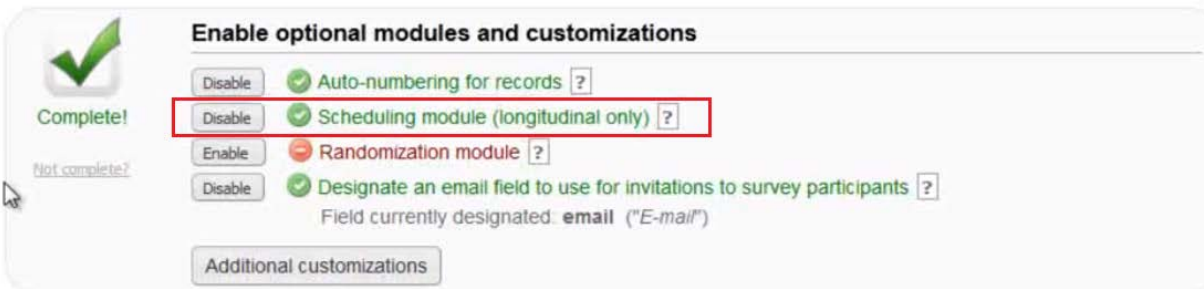 Enable optional modules and customizations
Disable Auto-numbering for records ?
Complete!
Disable Scheduling module (longitudinal only) ?
Enable Randomization module ?
Not complete?
Disable Designate an email field to use for invitations to survey participants ?
Field currently designated: email ("E-mail")
Additional customizations